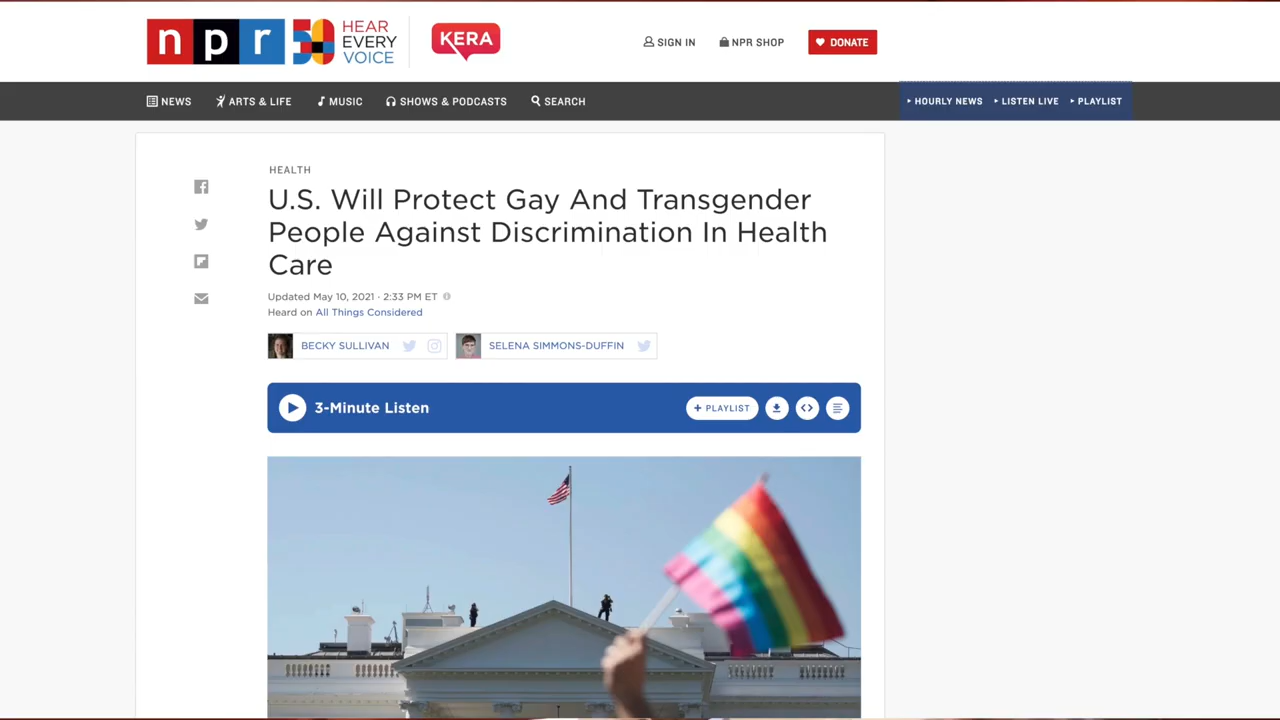 npr 50 HEAR EVERY VOICE
KERA
SIGN IN NPR SHOP DONATE
NEWS ARTS & LIFE MUSIC SHOWS & PODCASTS SEARCH HOURLY NEWS LISTEN LIVE PLAYLIST
HEALTH
U.S. Will Protect Gay And Transgender
People Against Discrimination In Health
Care
Updated May 10, 2021 · 2:33 PM ET
Heard on All Things Considered
BECKY SULLIVAN SELENA SIMMONS-DUFFIN
3-Minute Listen + PLAYLIST